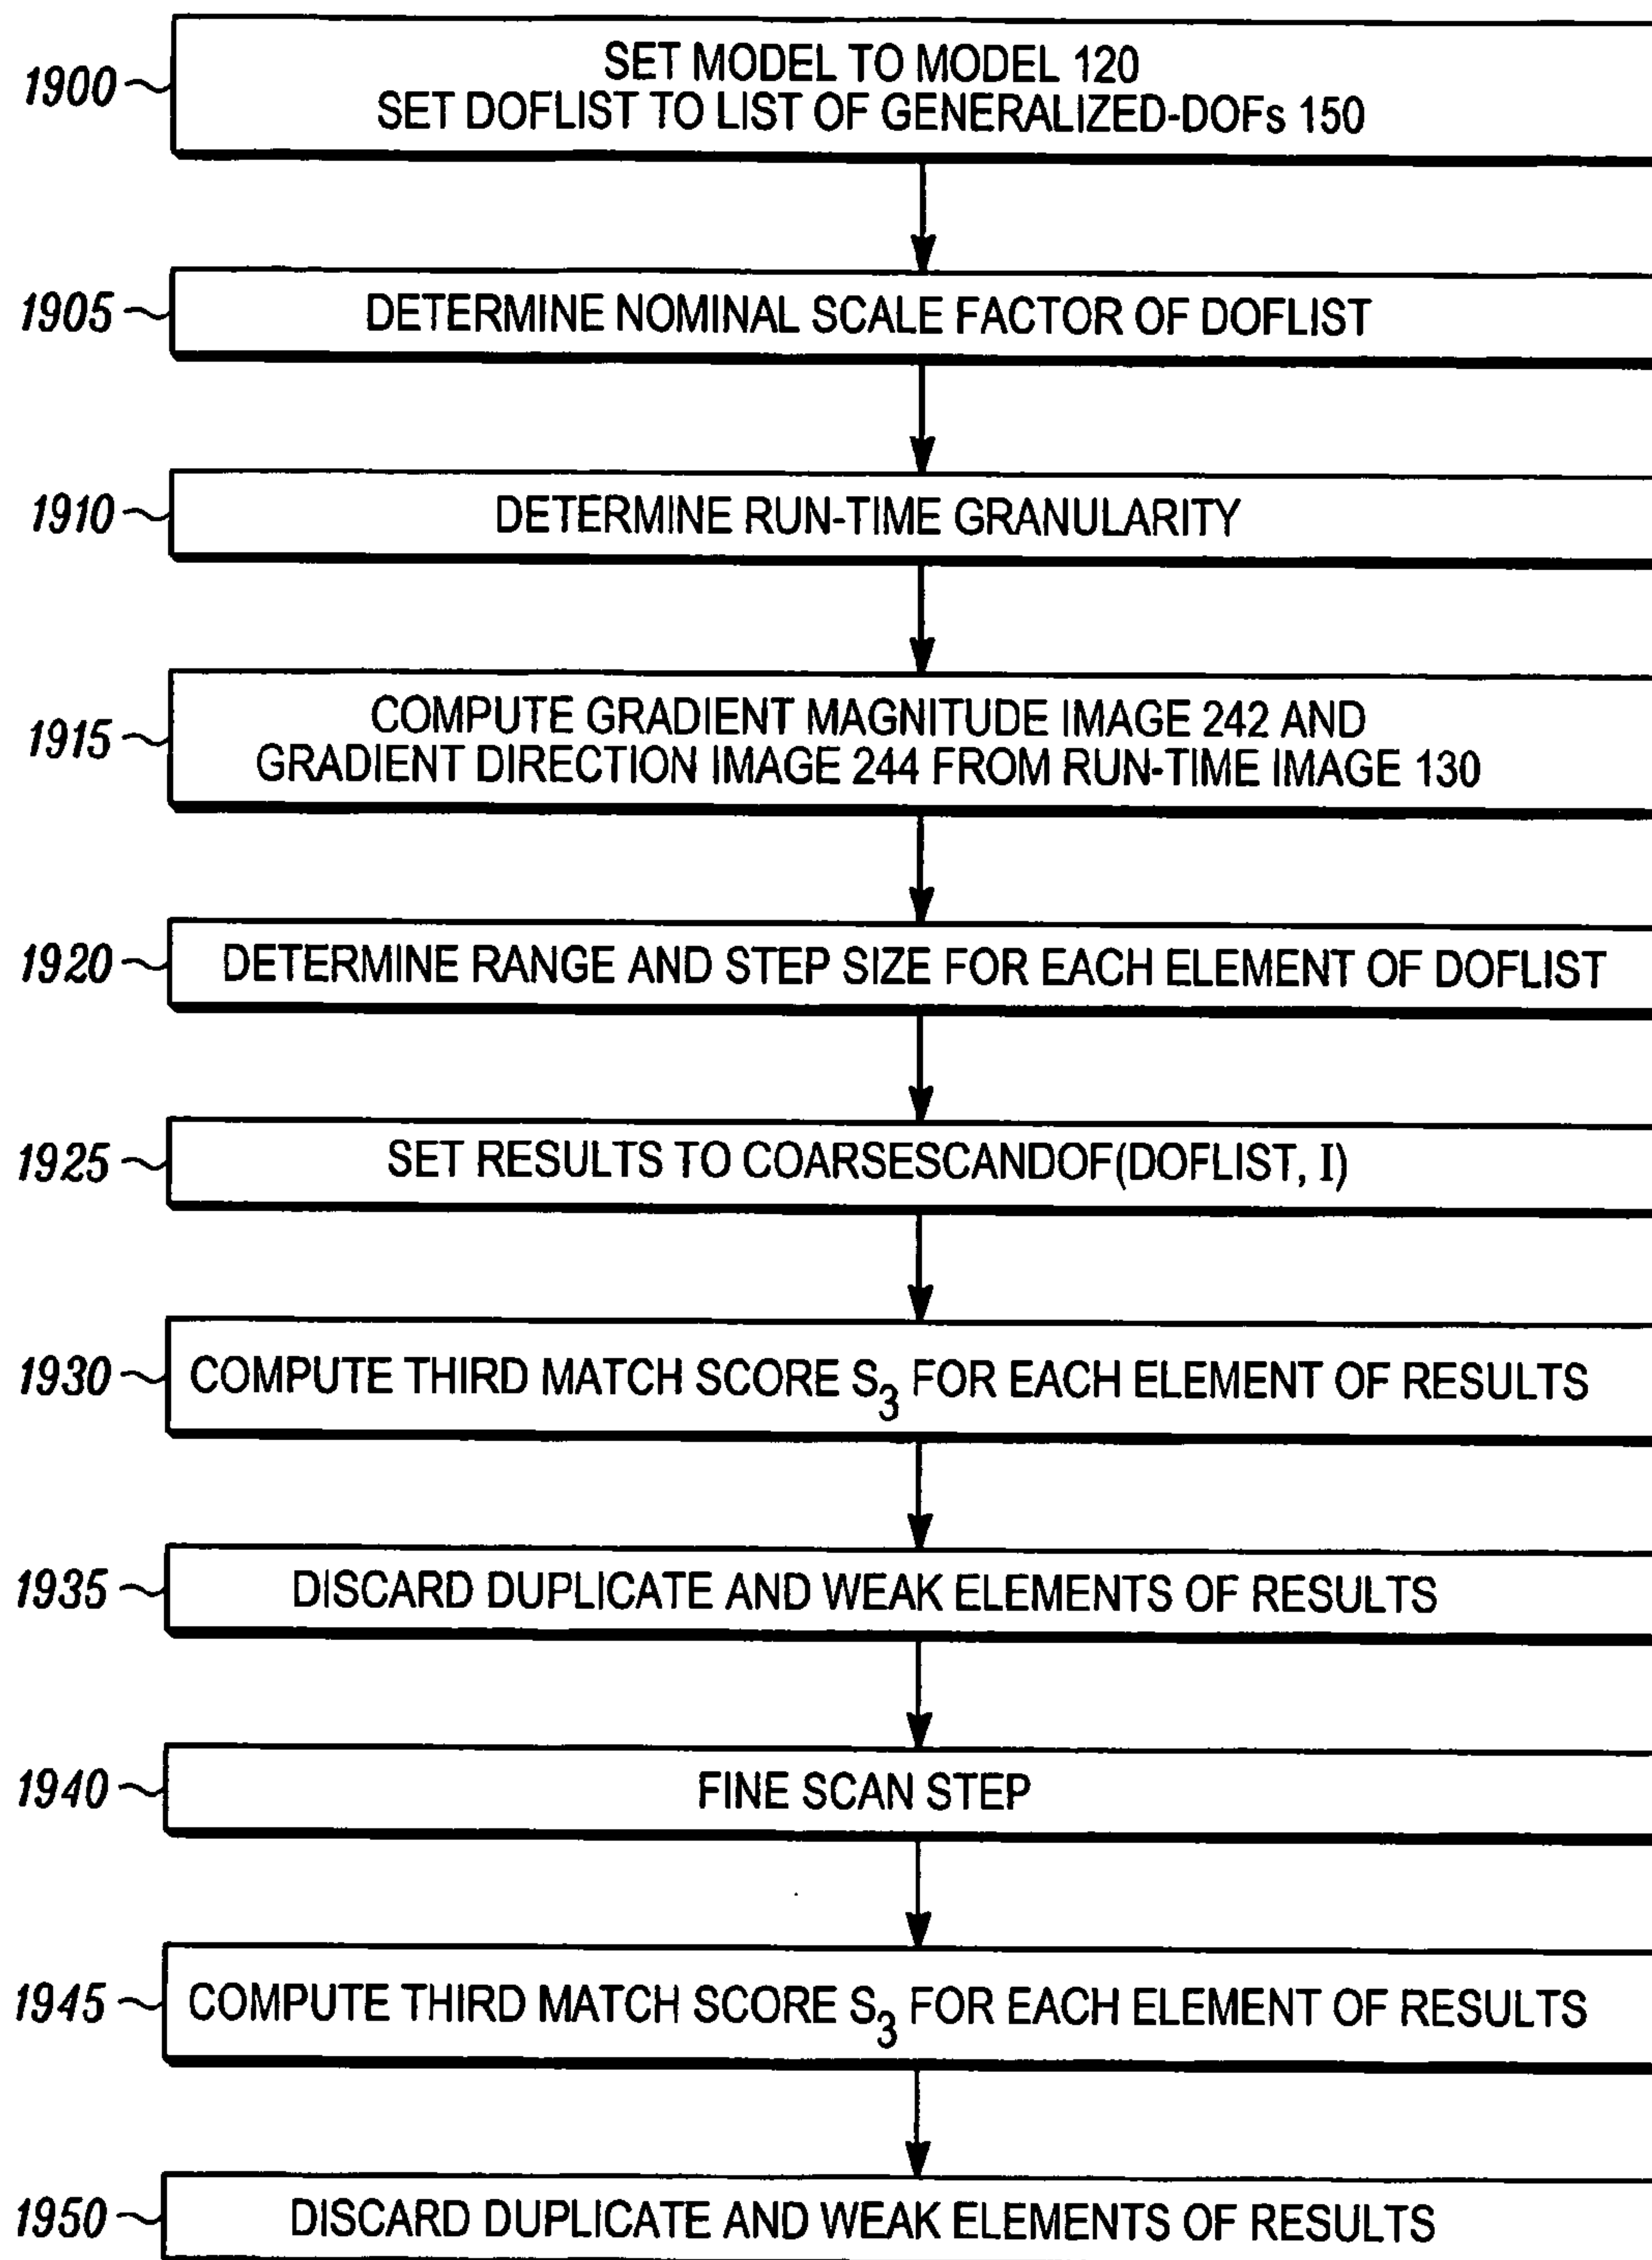 1900
SET MODEL TO MODEL 120
SET DOFLIST TO LIST OF GENERALIZED-DOFs 150
1905
DETERMINE NOMINAL SCALE FACTOR OF DOFLIST
1910
DETERMINE RUN-TIME GRANULARITY
1915
COMPUTE GRADIENT MAGNITUDE IMAGE 242 AND
GRADIENT DIRECTION IMAGE 244 FROM RUN-TIME IMAGE 130
1920
DETERMINE RANGE AND STEP SIZE FOR EACH ELEMENT OF DOFLIST
1925
SET RESULTS TO COARSESCANDOF(DOFLIST, I)
1930
COMPUTE THIRD MATCH SCORE S3 FOR EACH ELEMENT OF RESULTS
1935
DISCARD DUPLICATE AND WEAK ELEMENTS OF RESULTS
1940
FINE SCAN STEP
1945
COMPUTE THIRD MATCH SCORE S3 FOR EACH ELEMENT OF RESULTS
1950
DISCARD DUPLICATE AND WEAK ELEMENTS OF RESULTS